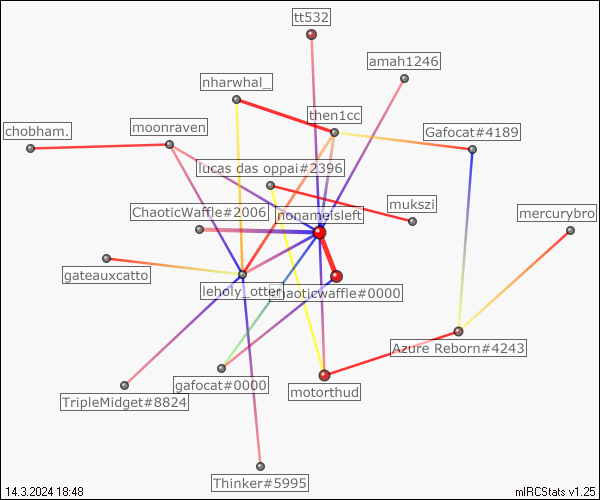 tt532
amah1246
nharwhal_
then1cc
chobham.
moonraven
Gafocat#4189
lucas das oppai#2396
mukszi
ChaoticWaffle#2006
nonameisleft
mercurybro
gateauxcatto
leholy_otter
chaoticwaffle#0000
Azure Reborn#4243
gafocat#0000
motorthud
TripleMidget#8824
Thinker#5995
14.3.2024 18:48
mIRCStats v1.25